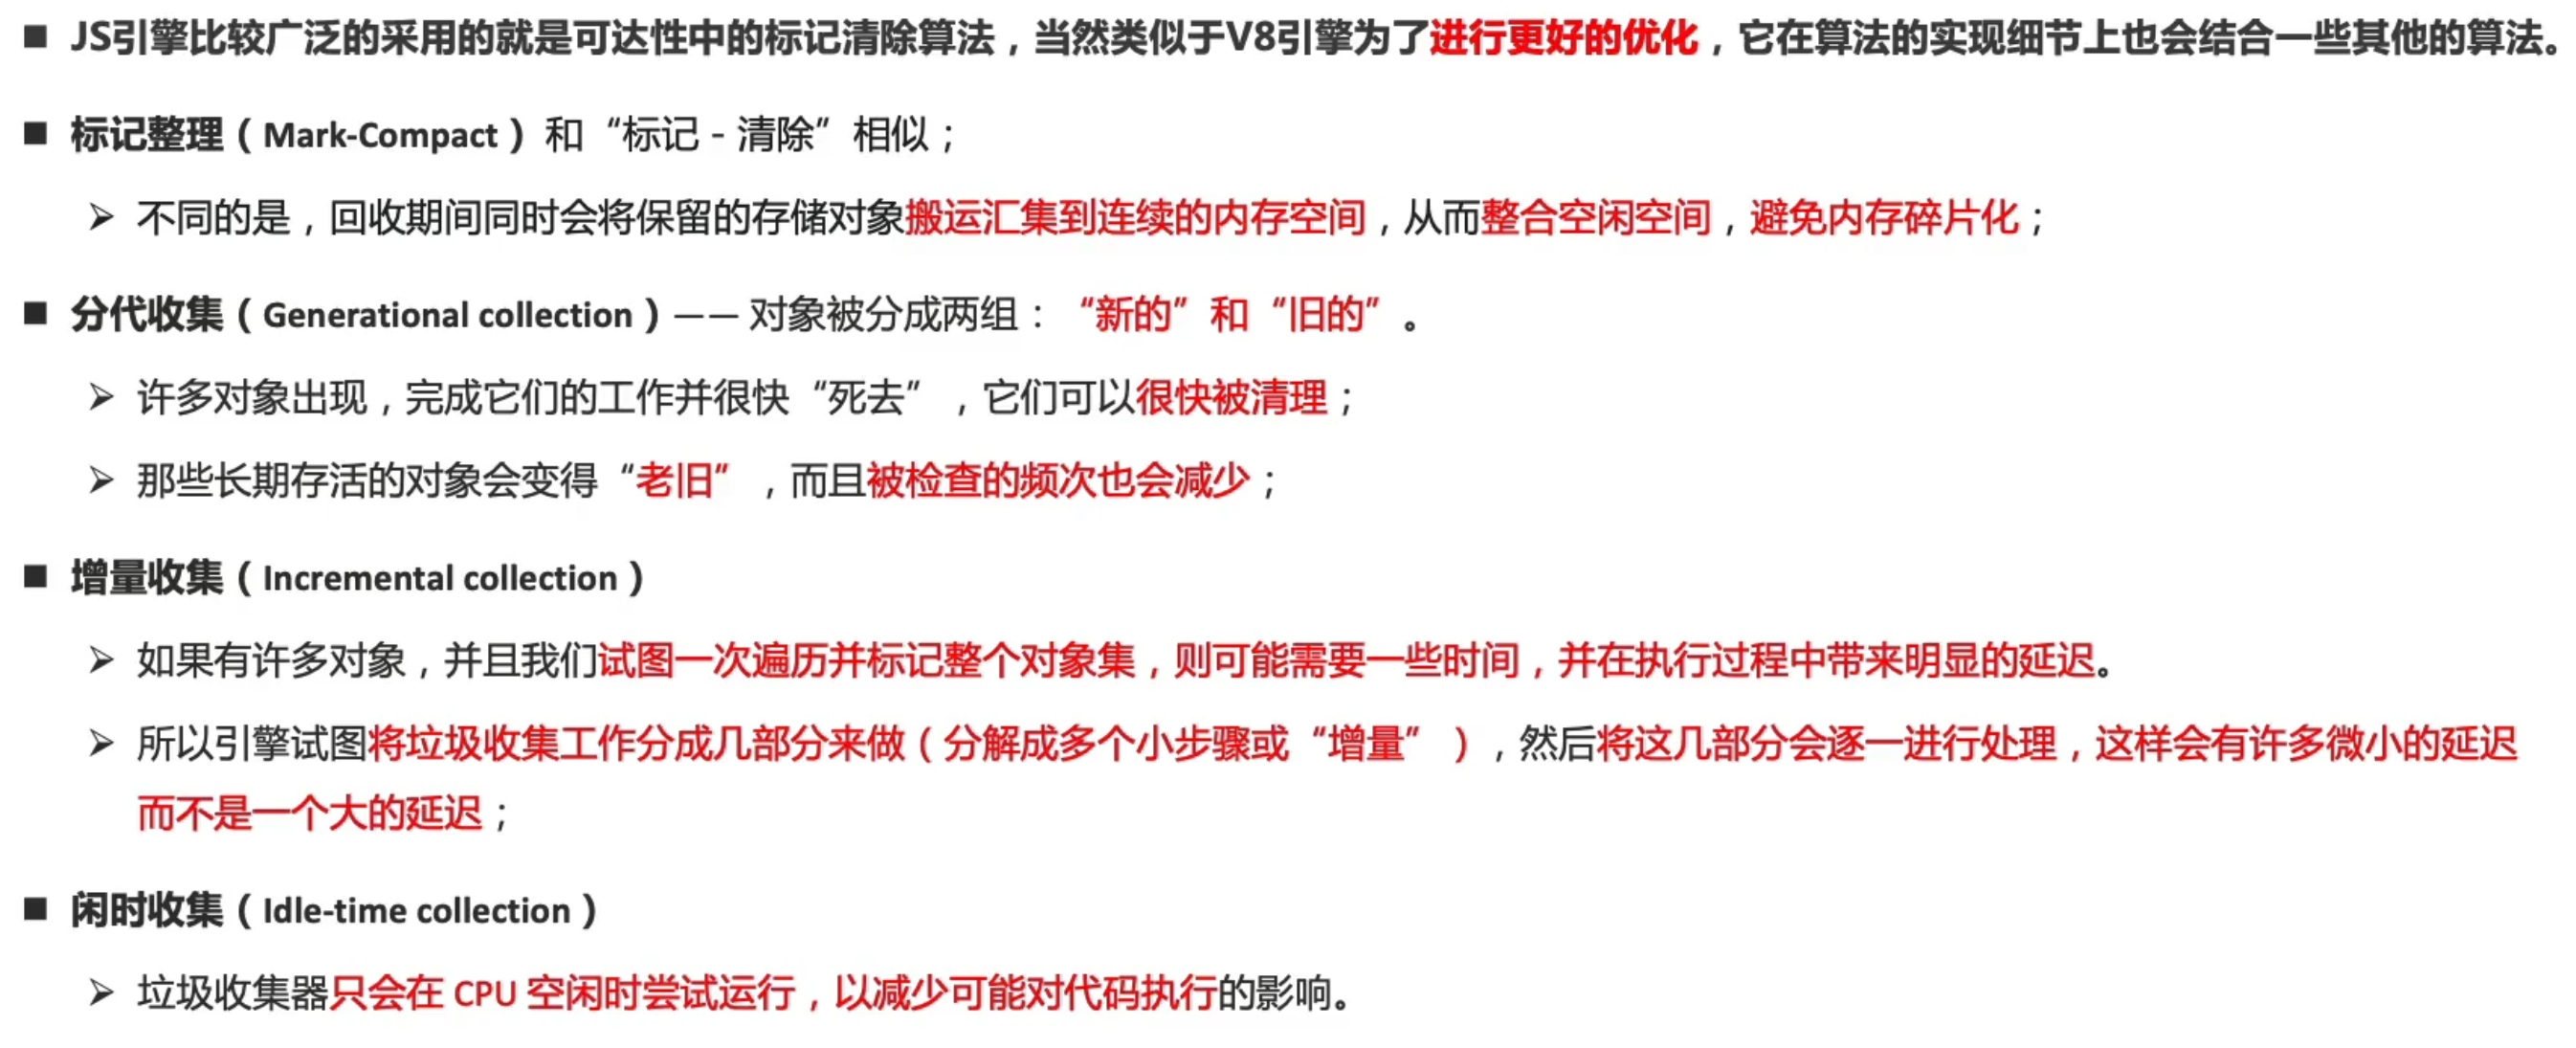 ■ JS引擎比较广泛的采用的就是可达性中的标记清除算法，当然类似于V8引擎为了进行更好的优化，它在算法的实现细节上也会结合一些其他的算法。
■ 标记整理（Mark-Compact）和“标记－清除”相似；
➢ 不同的是，回收期间同时会将保留的存储对象搬运汇集到连续的内存空间，从而整合空闲空间，避免内存碎片化；
■ 分代收集（Generational collection）—— 对象被分成两组：“新的”和“旧的”。
➢ 许多对象出现，完成它们的工作并很快“死去”，它们可以很快被清理；
➢ 那些长期存活的对象会变得“老旧”，而且被检查的频次也会减少；
■ 增量收集（Incremental collection）
➢ 如果有许多对象，并且我们试图一次遍历并标记整个对象集，则可能需要一些时间，并在执行过程中带来明显的延迟。
➢ 所以引擎试图将垃圾收集工作分成几部分来做（分解成多个小步骤或“增量”），然后将这几部分会逐一进行处理，这样会有许多微小的延迟
而不是一个大的延迟；
■ 闲时收集（Idle-time collection）
➢ 垃圾收集器只会在 CPU 空闲时尝试运行，以减少可能对代码执行的影响。